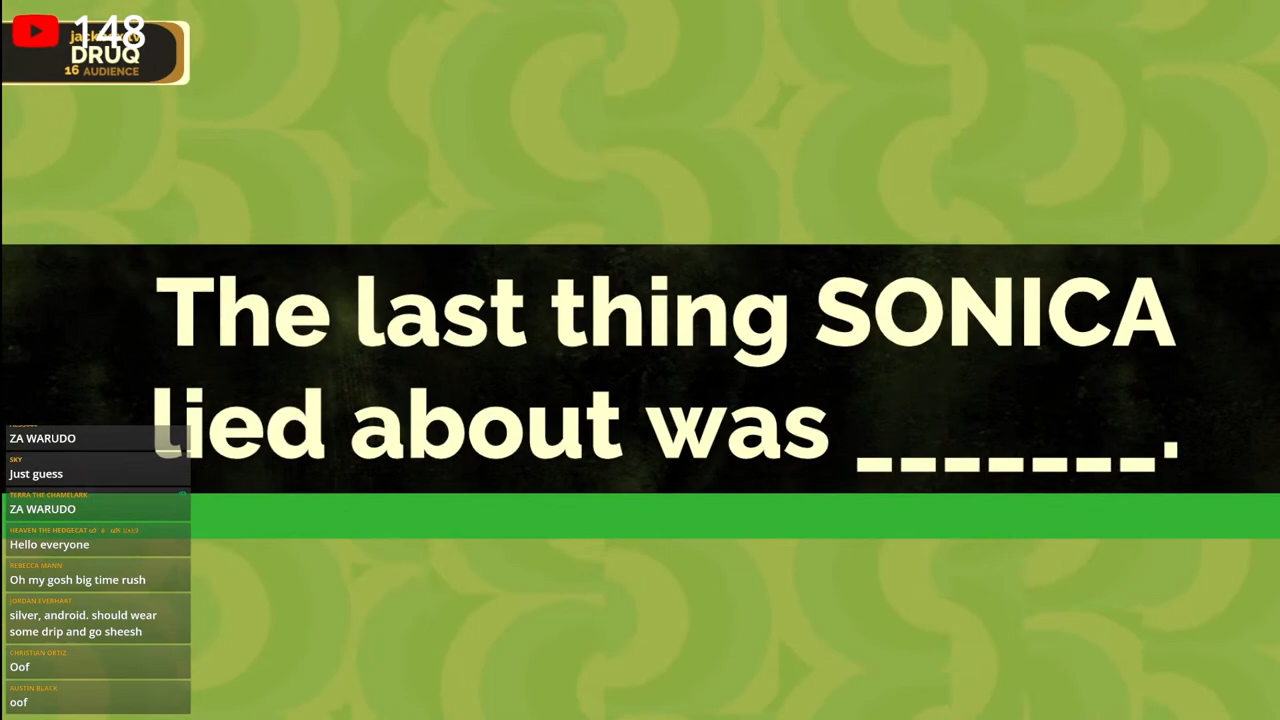 148
jackbox.tv
DRUQ
16 AUDIENCE
The last thing SONICA
lied about was _______.
ZA WARUDO
SKY
Just guess
TERRA THE CHAMELARK
ZA WARUDO
HEAVEN THE HEDGECAT
Hello everyone
REBECCA MANN
Oh my gosh big time rush
JORDAN EVERHART
silver, android. should wear
some drip and go sheesh
CHRISTIAN ORTIZ
Oof
AUSTIN BLACK
oof